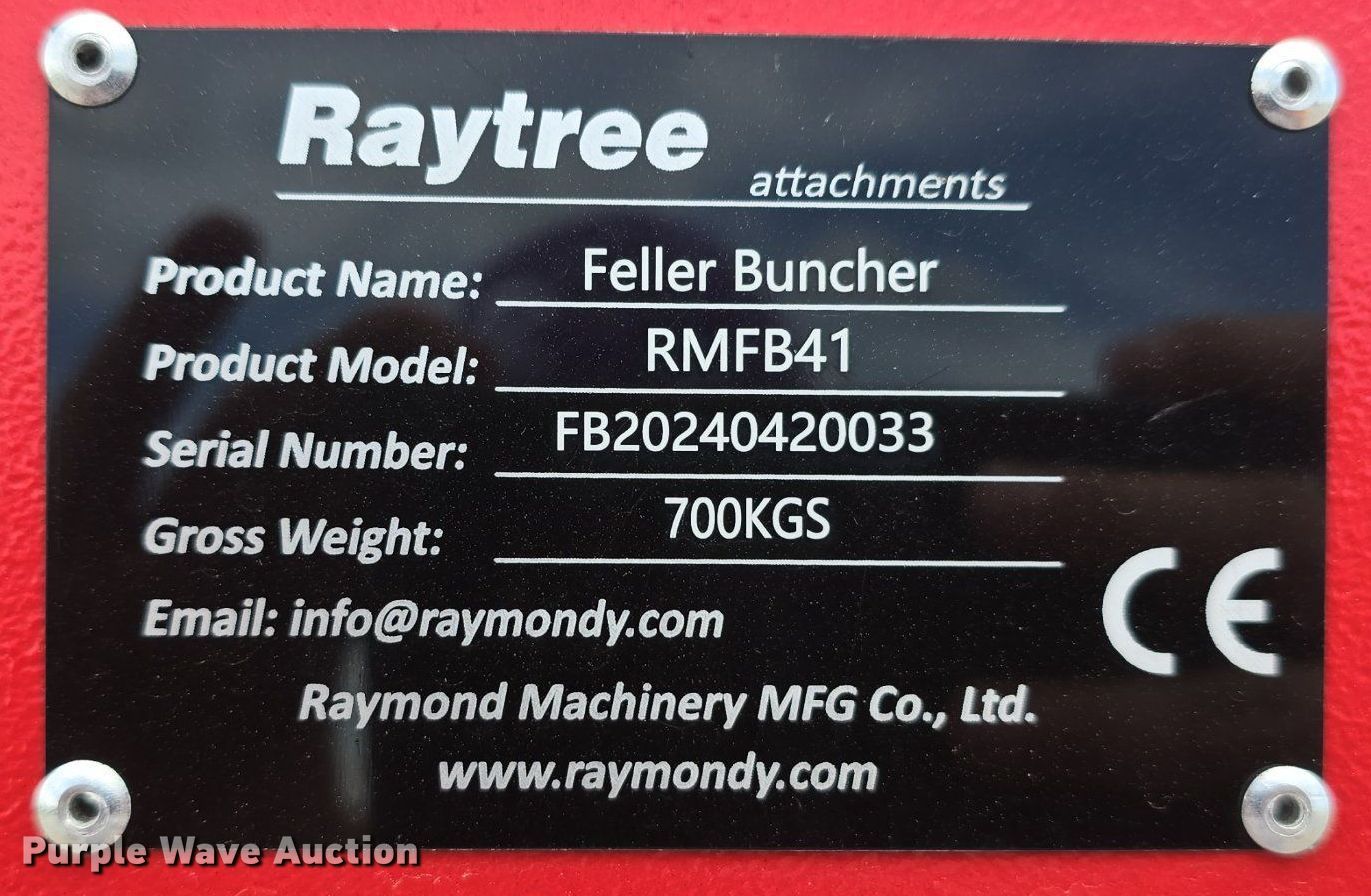 Raytree
attachments
Product Name: Feller Buncher
Product Model: RMFB41
Serial Number: FB20240420033
Gross Weight: 700KGS
Email: info@raymondy.com
CE
Raymond Machinery MFG Co., Ltd.
www.raymondy.com
Purple Wave Auction